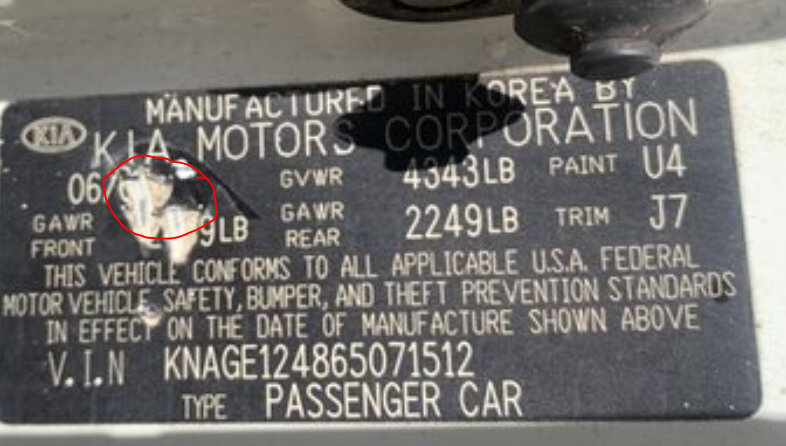 MANUFACTURED IN KOREA BY
KIA KIA MOTORS CORPORATION
06/ GVWR 4343LB PAINT U4
GAWR FRONT 9LB GAWR REAR 2249LB TRIM J7
THIS VEHICLE CONFORMS TO ALL APPLICABLE U.S.A. FEDERAL
MOTOR VEHICLE SAFETY, BUMPER, AND THEFT PREVENTION STANDARDS
IN EFFECT ON THE DATE OF MANUFACTURE SHOWN ABOVE
V.I.N KNAGE124865071512
TYPE PASSENGER CAR